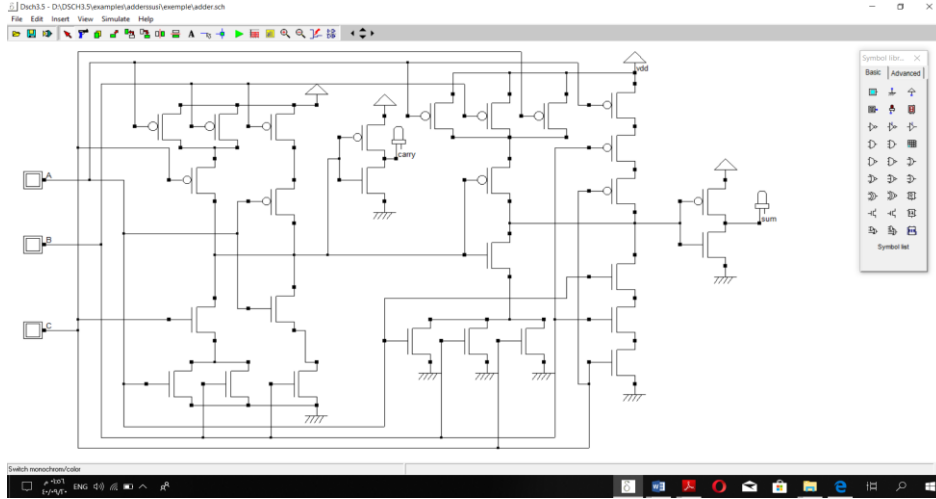 Dsch3.5 - D:\DSCH3.5\examples\adderssusi\exemple\adder.sch
File Edit Insert View Simulate Help
Symbol libr...
Basic Advanced
vdd
carry
A
sum
B
Symbol list
C
Switch monochrom/color
ENG